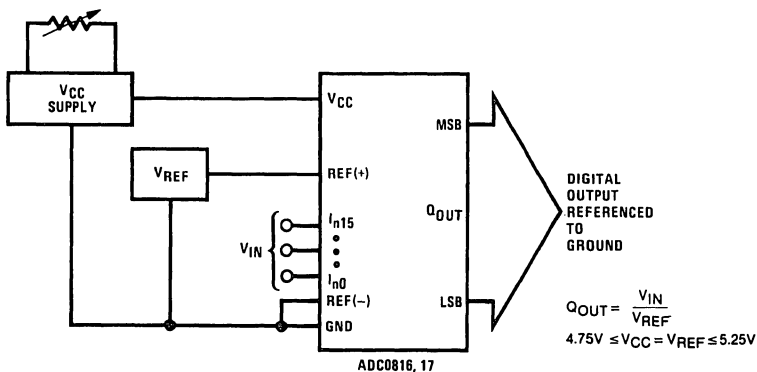 VCC
SUPPLY
VREF
VIN
VCC
REF(+)
In15
In0
REF(−)
GND
MSB
QOUT
LSB
ADC0816, 17
DIGITAL
OUTPUT
REFERENCED
TO
GROUND
QOUT = VIN / VREF
4.75V ≤ VCC = VREF ≤ 5.25V